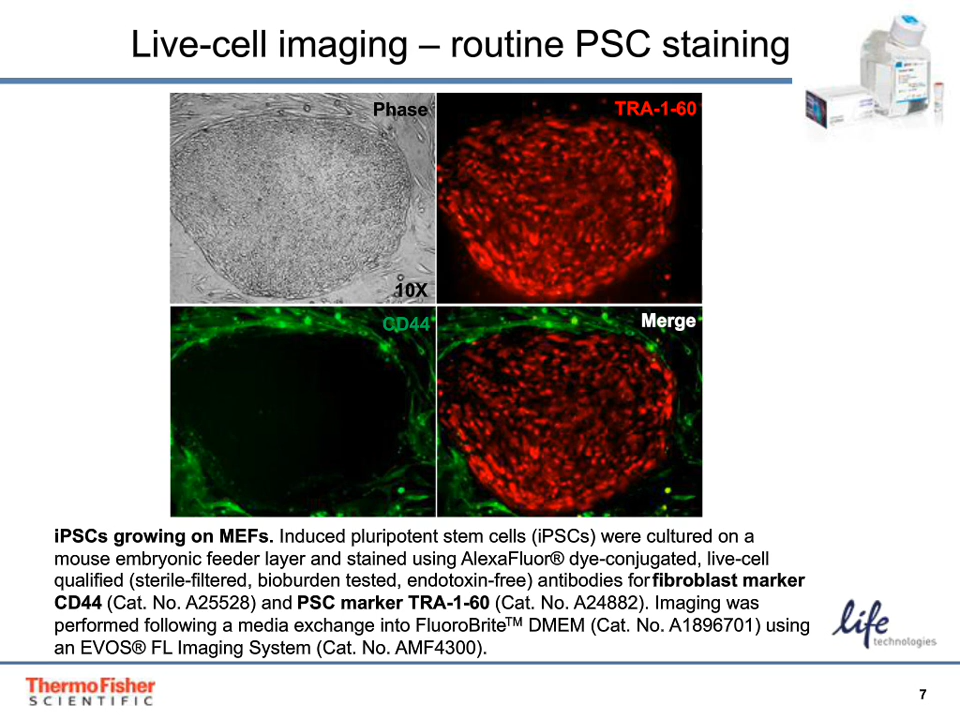 Live-cell imaging – routine PSC staining
Phase
TRA-1-60
10X
CD44
Merge
iPSCs growing on MEFs. Induced pluripotent stem cells (iPSCs) were cultured on a
mouse embryonic feeder layer and stained using AlexaFluor® dye-conjugated, live-cell
qualified (sterile-filtered, bioburden tested, endotoxin-free) antibodies for fibroblast marker
CD44 (Cat. No. A25528) and PSC marker TRA-1-60 (Cat. No. A24882). Imaging was
performed following a media exchange into FluoroBrite™ DMEM (Cat. No. A1896701) using
an EVOS® FL Imaging System (Cat. No. AMF4300).
life
technologies
ThermoFisher
SCIENTIFIC
7